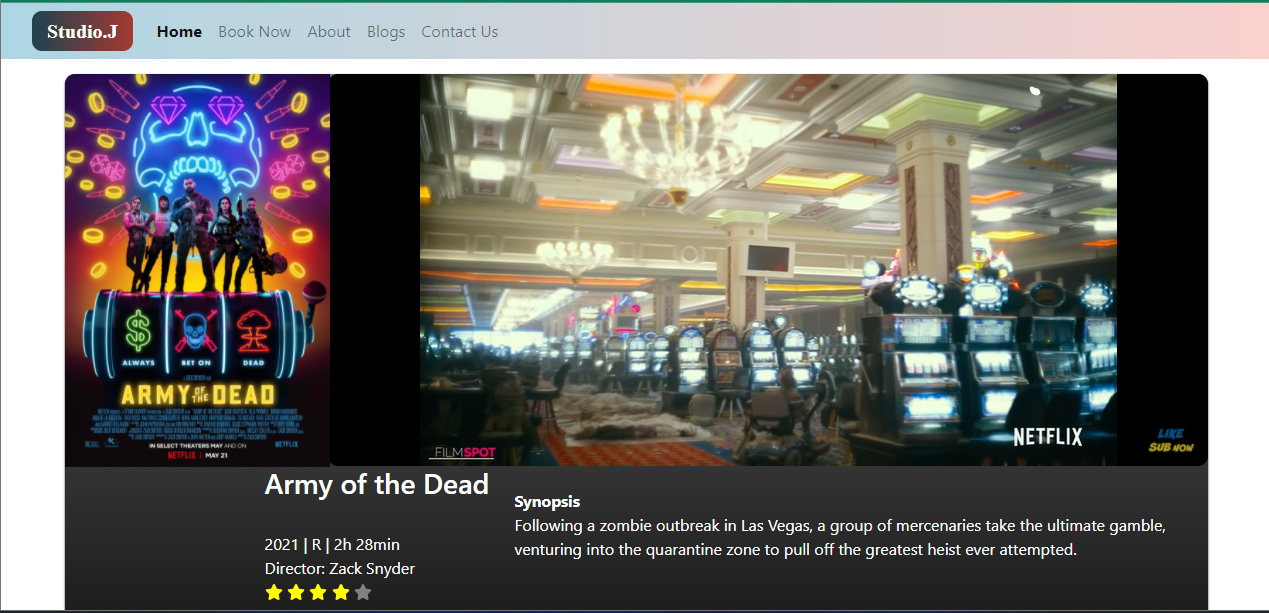 Studio.J
Home Book Now About Blogs Contact Us
ALWAYS BET ON DEAD
ARMY OF THE DEAD
IN SELECT THEATERS MAY AND ON
NETFLIX | MAY 21
NETFLIX
FILMSPOT
NETFLIX
LIKE
SUB NOW
Army of the Dead
2021 | R | 2h 28min
Director: Zack Snyder
Synopsis
Following a zombie outbreak in Las Vegas, a group of mercenaries take the ultimate gamble,
venturing into the quarantine zone to pull off the greatest heist ever attempted.